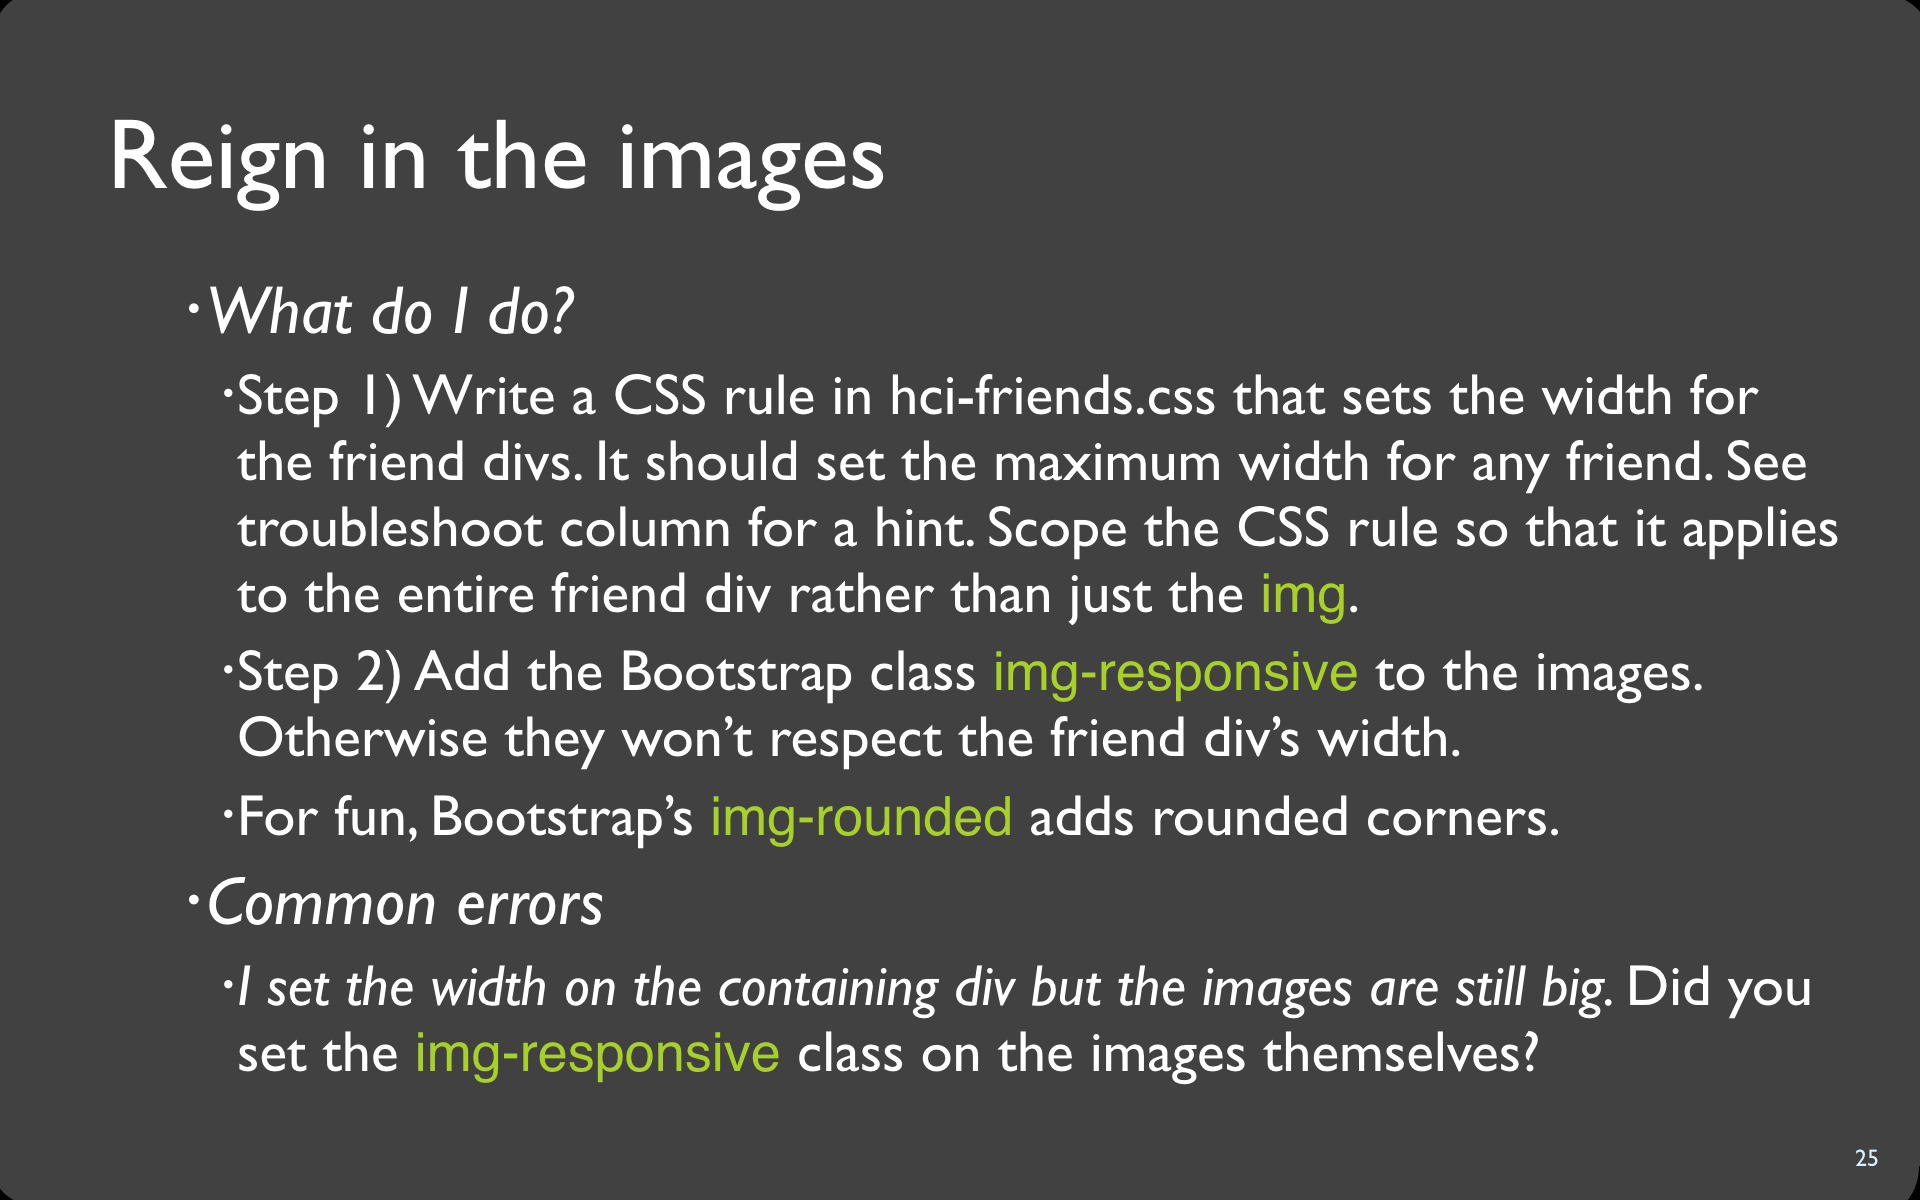 Reign in the images
·What do I do?
·Step 1) Write a CSS rule in hci-friends.css that sets the width for
the friend divs. It should set the maximum width for any friend. See
troubleshoot column for a hint. Scope the CSS rule so that it applies
to the entire friend div rather than just the img.
·Step 2) Add the Bootstrap class img-responsive to the images.
Otherwise they won’t respect the friend div’s width.
·For fun, Bootstrap’s img-rounded adds rounded corners.
·Common errors
·I set the width on the containing div but the images are still big. Did you
set the img-responsive class on the images themselves?
25